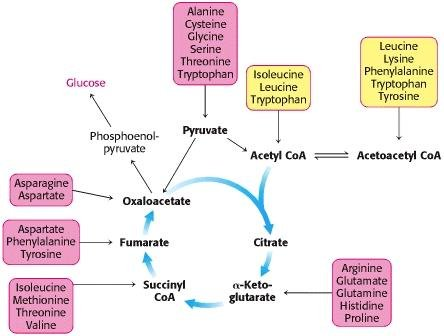 Alanine
Cysteine
Glycine
Serine
Threonine
Tryptophan
Leucine
Lysine
Phenylalanine
Tryptophan
Tyrosine
Isoleucine
Leucine
Tryptophan
Glucose
Phosphoenol-
pyruvate
Pyruvate
Acetyl CoA
Acetoacetyl CoA
Asparagine
Aspartate
Oxaloacetate
Aspartate
Phenylalanine
Tyrosine
Fumarate
Citrate
Isoleucine
Methionine
Threonine
Valine
Succinyl
CoA
α-Keto-
glutarate
Arginine
Glutamate
Glutamine
Histidine
Proline